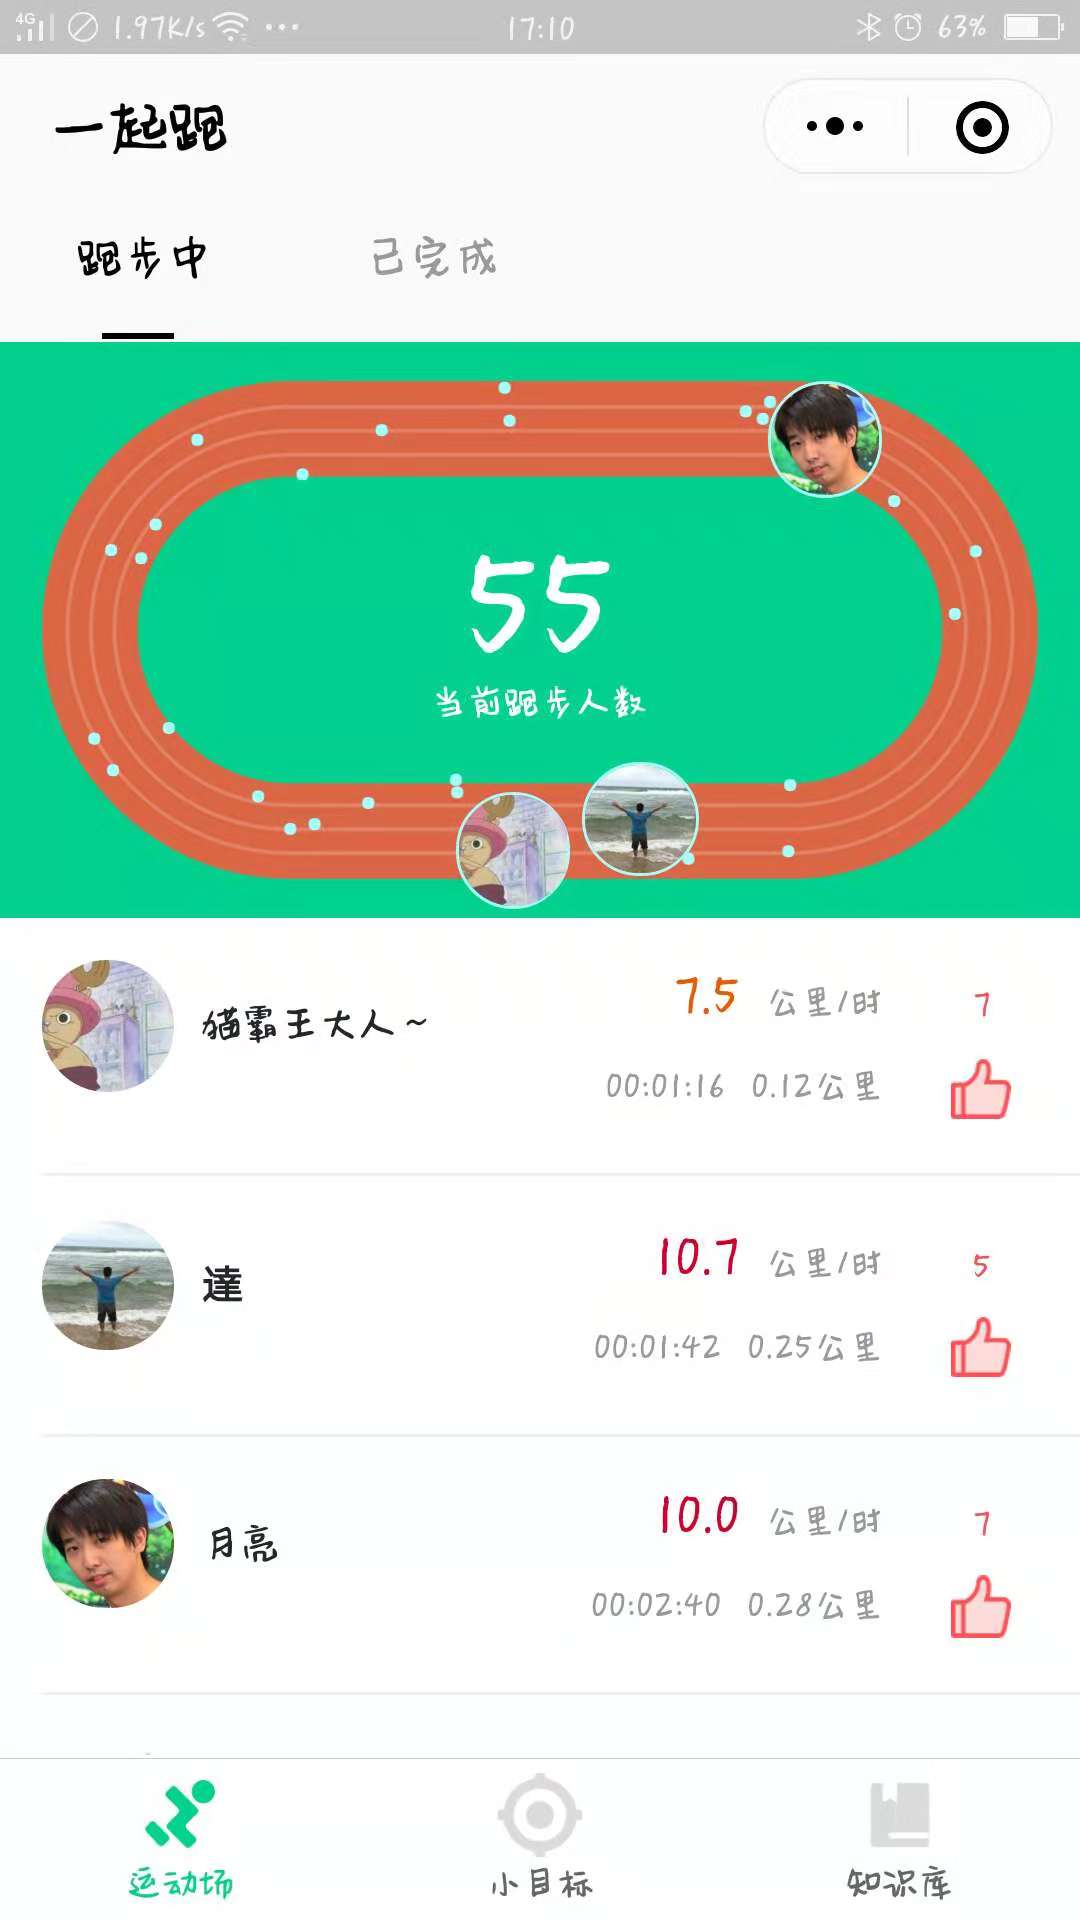 4G 1.97K/s 17:10 63%
一起跑
跑步中 已完成
55
当前跑步人数
7.5 公里/时 7
猫霸王大人~
00:01:16 0.12公里
10.7 公里/时 5
達
00:01:42 0.25公里
10.0 公里/时 7
月亮
00:02:40 0.28公里
运动场 小目标 知识库